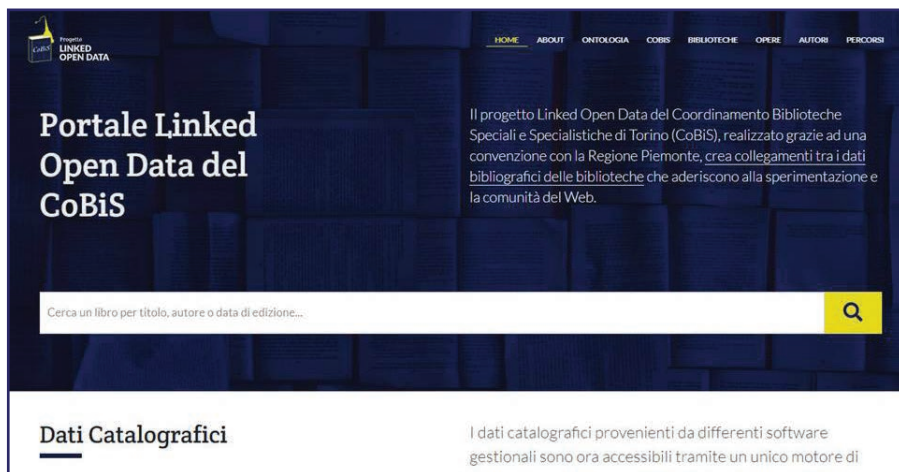 CoBiS
Progetto
LINKED
OPEN DATA
HOME ABOUT ONTOLOGIA COBIS BIBLIOTECHE OPERE AUTORI PERCORSI
Portale Linked
Open Data del
CoBiS
Il progetto Linked Open Data del Coordinamento Biblioteche
Speciali e Specialistiche di Torino (CoBiS), realizzato grazie ad una
convenzione con la Regione Piemonte, crea collegamenti tra i dati
bibliografici delle biblioteche che aderiscono alla sperimentazione e
la comunità del Web.
Cerca un libro per titolo, autore o data di edizione...
Dati Catalografici
I dati catalografici provenienti da differenti software
gestionali sono ora accessibili tramite un unico motore di